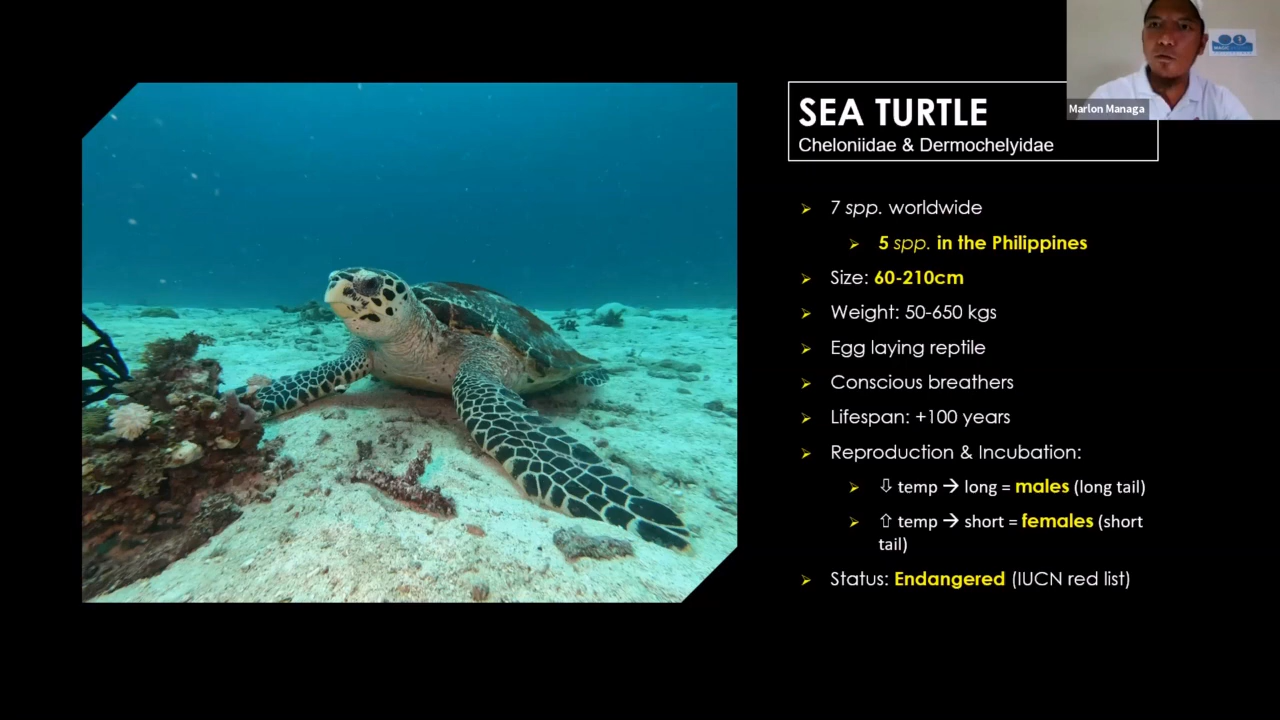 SEA TURTLE
Cheloniidae & Dermochelyidae
Marlon Managa
➢ 7 spp. worldwide
➢ 5 spp. in the Philippines
➢ Size: 60-210cm
➢ Weight: 50-650 kgs
➢ Egg laying reptile
➢ Conscious breathers
➢ Lifespan: +100 years
➢ Reproduction & Incubation:
➢ ⇩ temp → long = males (long tail)
➢ ⇧ temp → short = females (short
tail)
➢ Status: Endangered (IUCN red list)